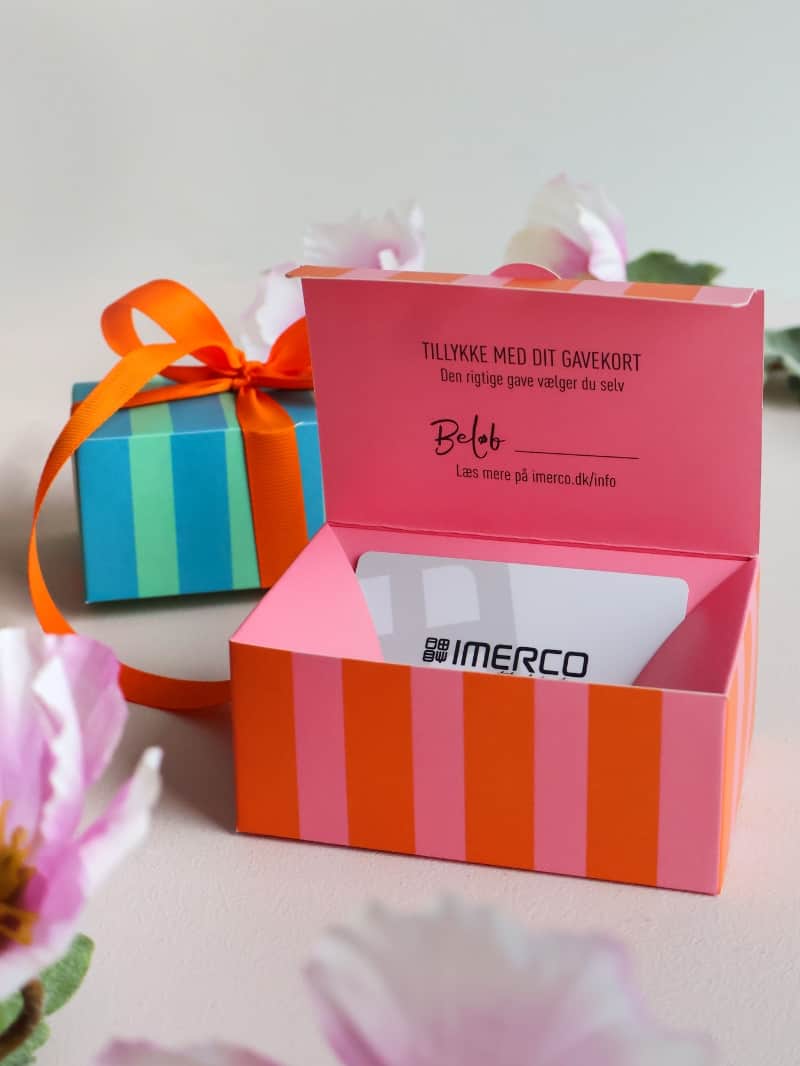 TILLYKKE MED DIT GAVEKORT
Den rigtige gave vælger du selv
Beløb
Læs mere på imerco.dk/info
IMERCO